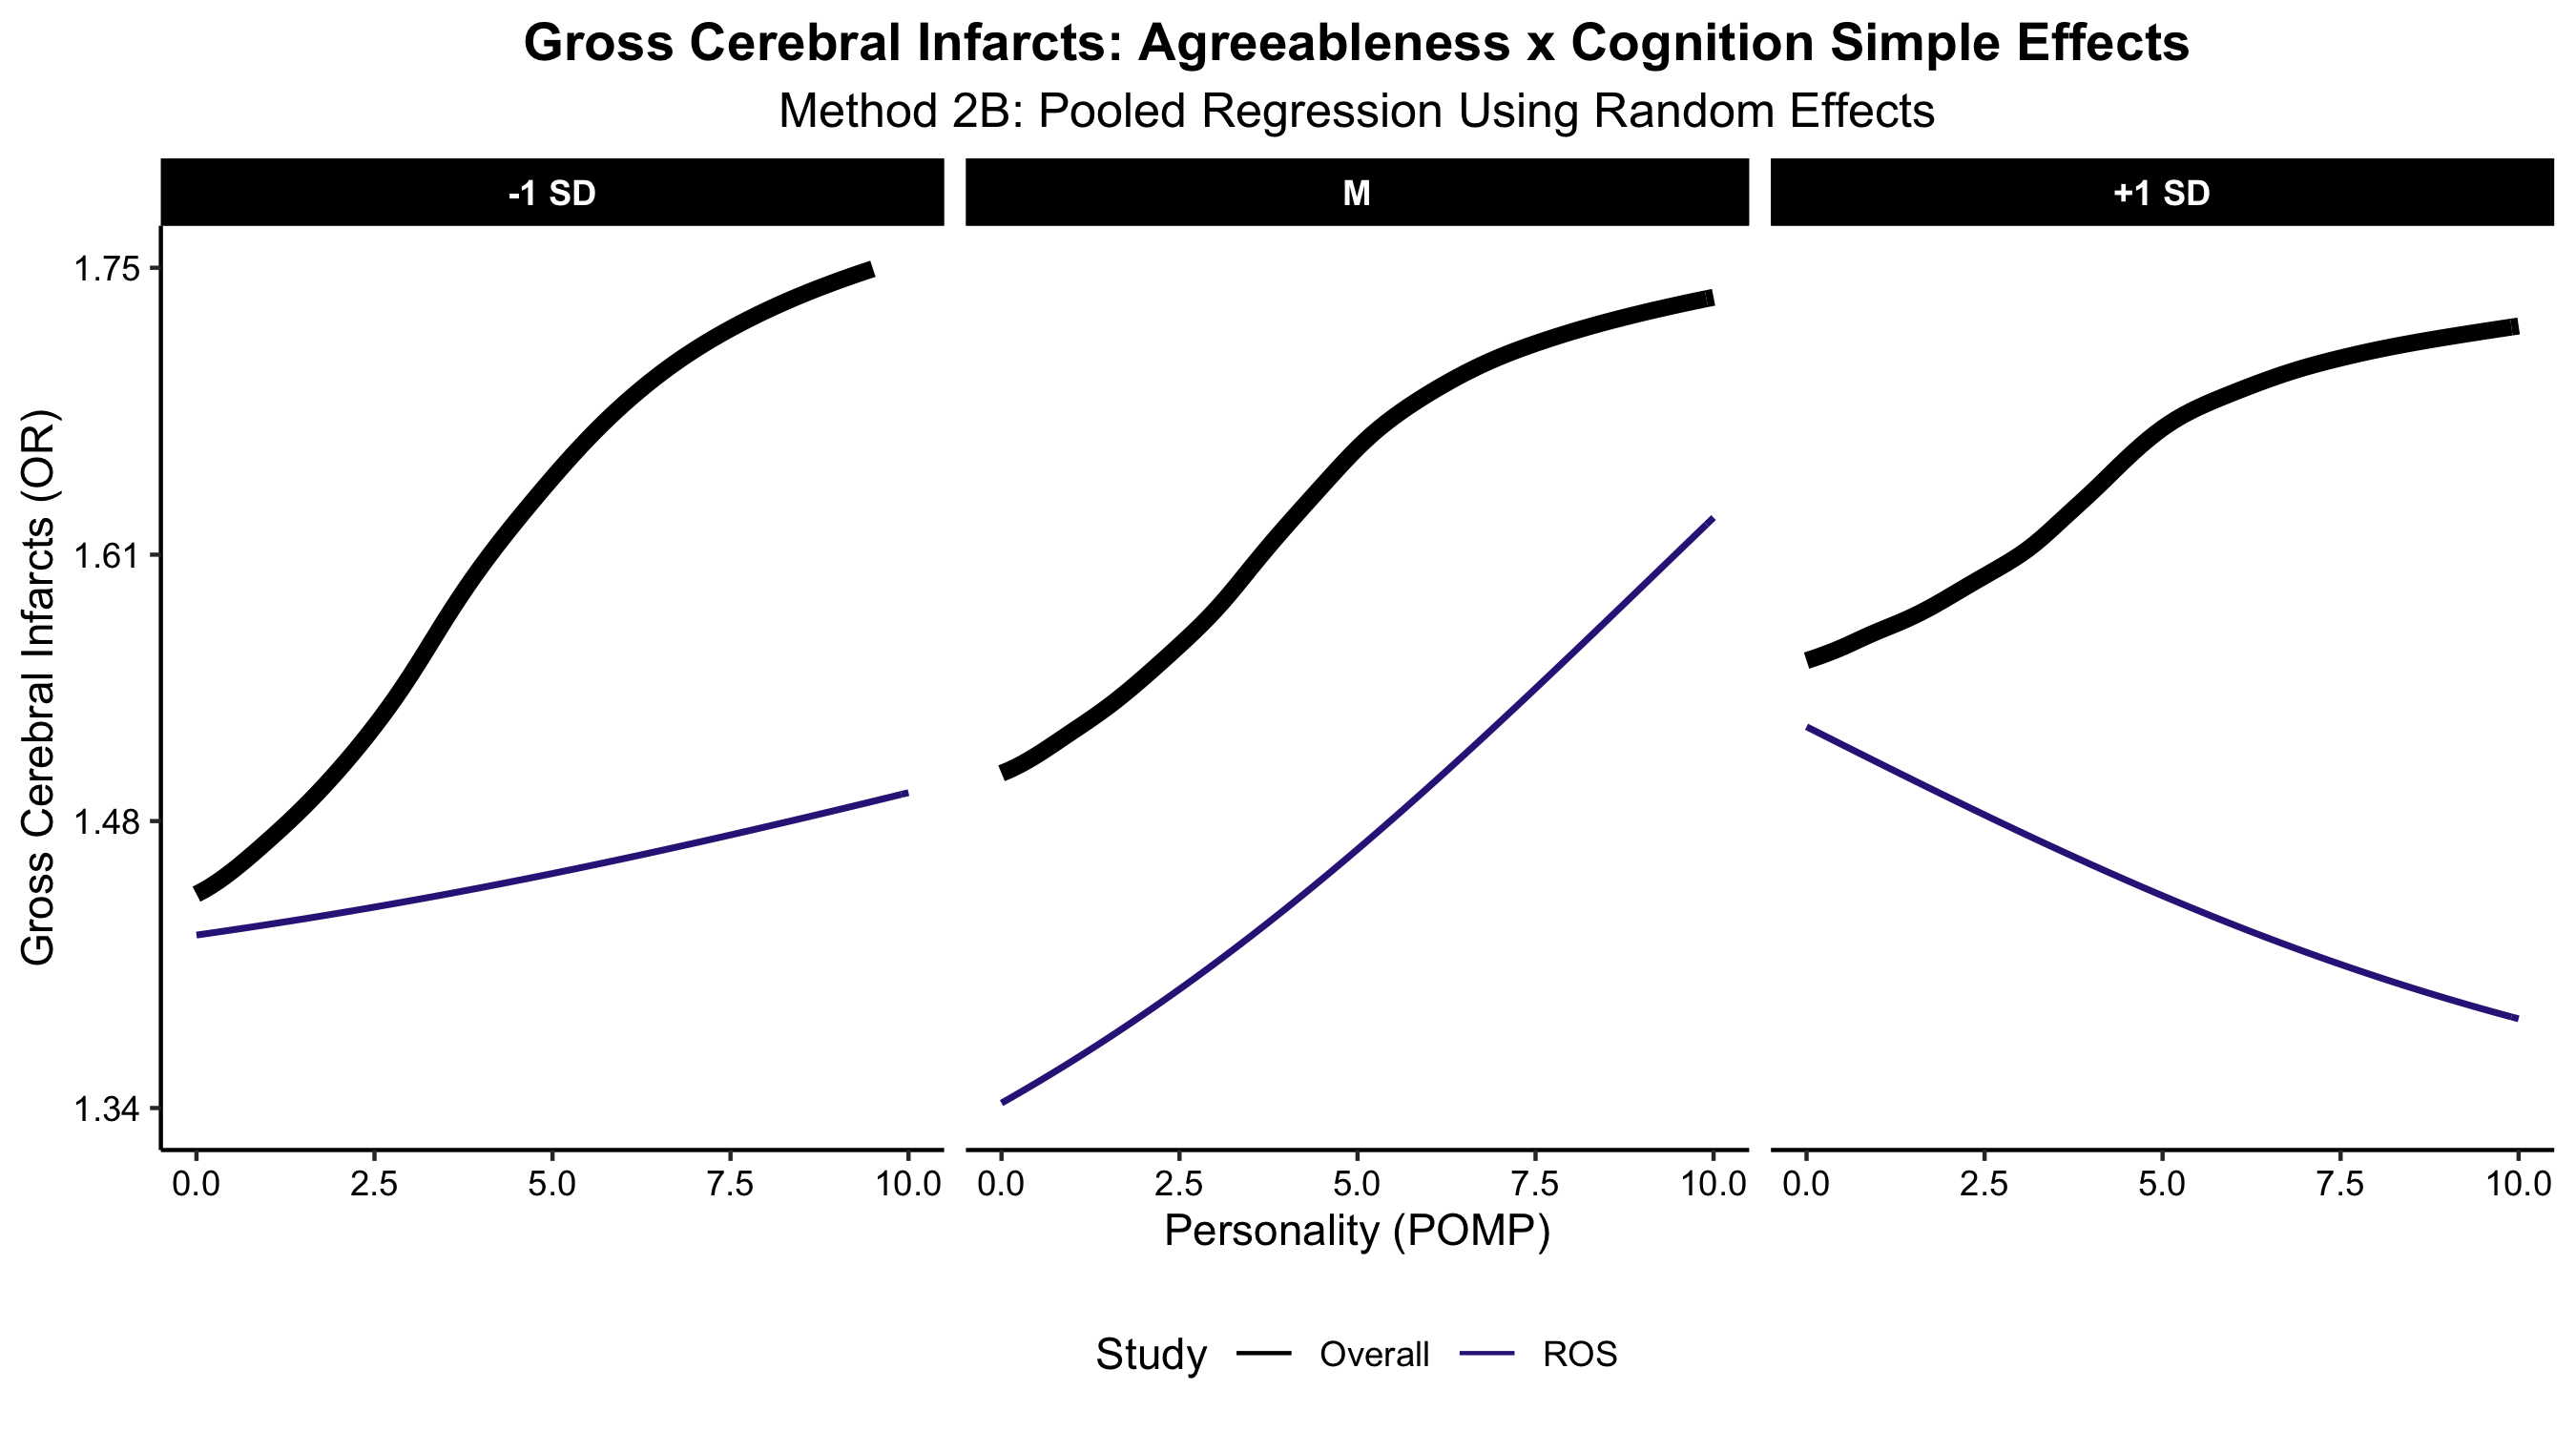 Gross Cerebral Infarcts: Agreeableness x Cognition Simple Effects
Method 2B: Pooled Regression Using Random Effects
-1 SD
M
+1 SD
Gross Cerebral Infarcts (OR)
1.75
1.61
1.48
1.34
0.0 2.5 5.0 7.5 10.0
0.0 2.5 5.0 7.5 10.0
0.0 2.5 5.0 7.5 10.0
Personality (POMP)
Study Overall ROS